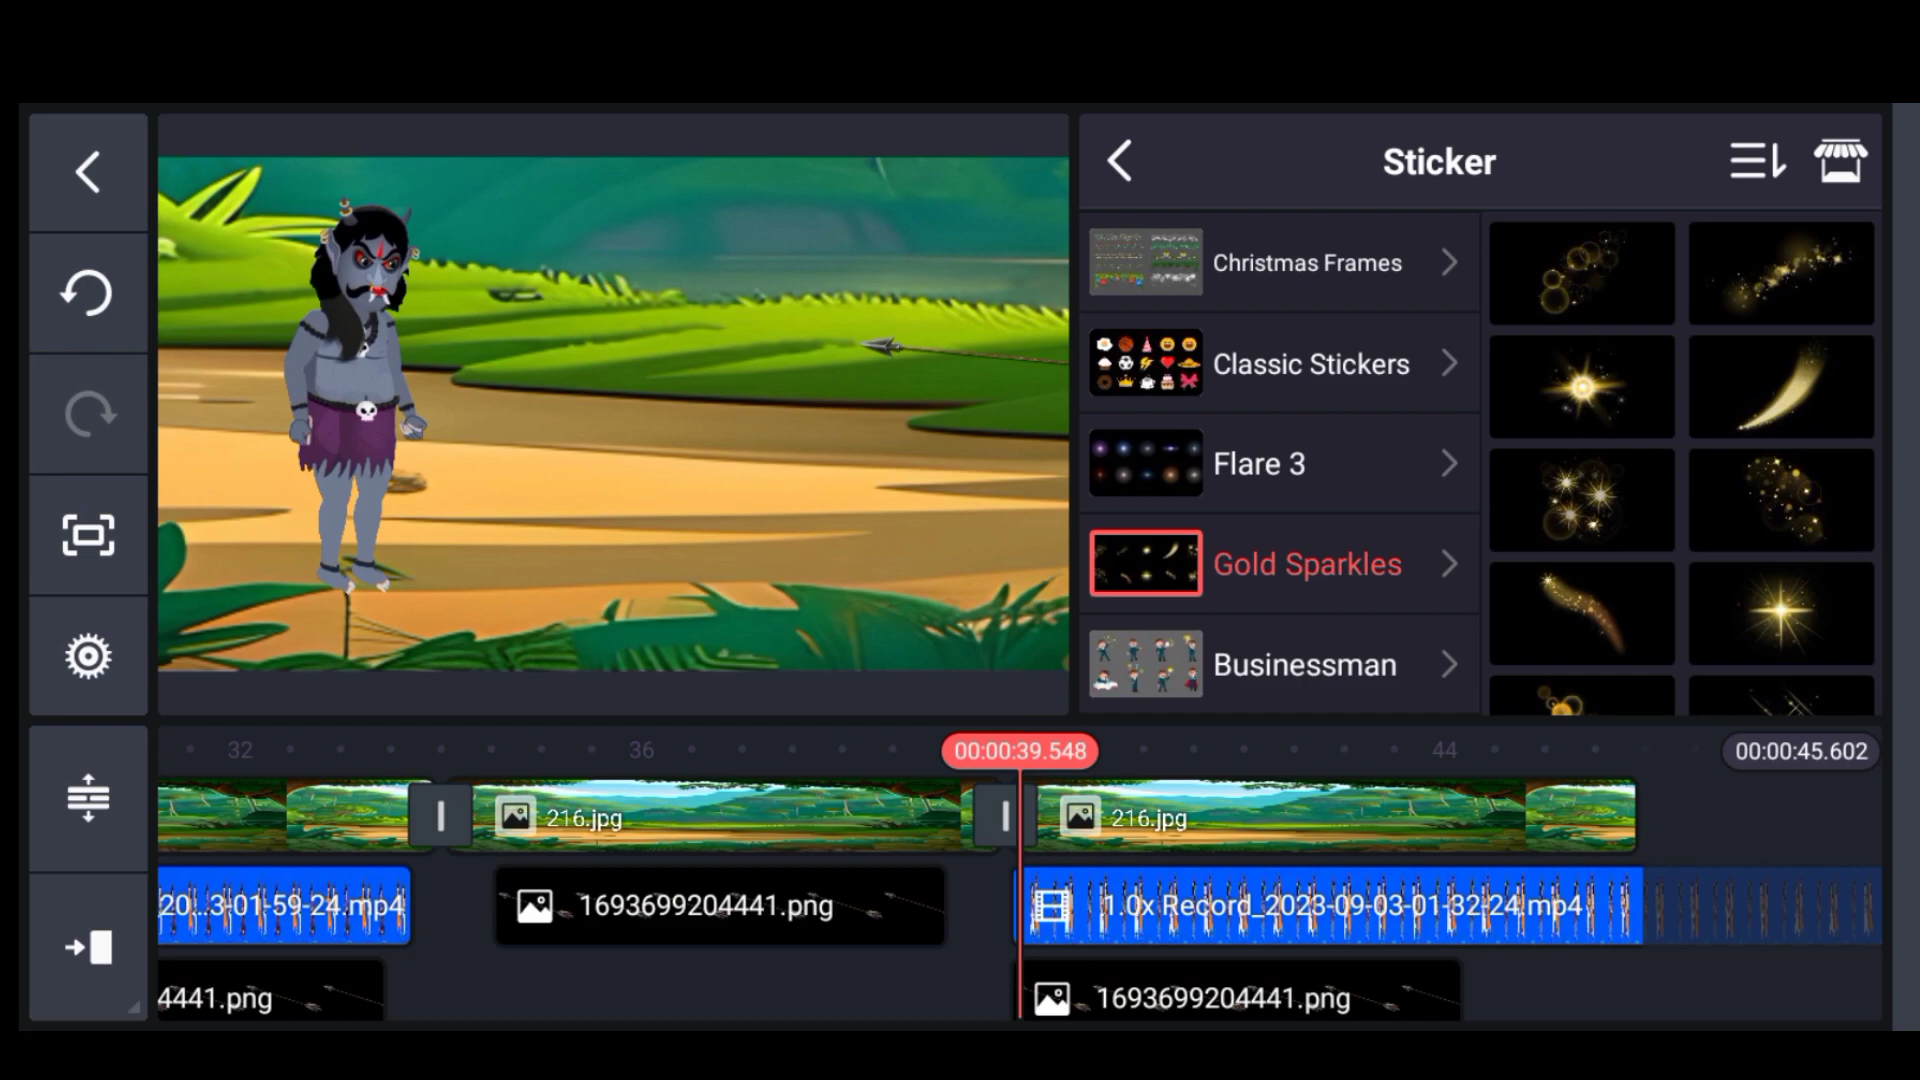 Sticker
Christmas Frames
Classic Stickers
Flare 3
Gold Sparkles
Businessman
32
36
00:00:39.548
44
00:00:45.602
216.jpg
216.jpg
20...3-01-59-24.mp4
1693699204441.png
1.0x Record_2023-09-03-01-32-24.mp4
4441.png
1693699204441.png